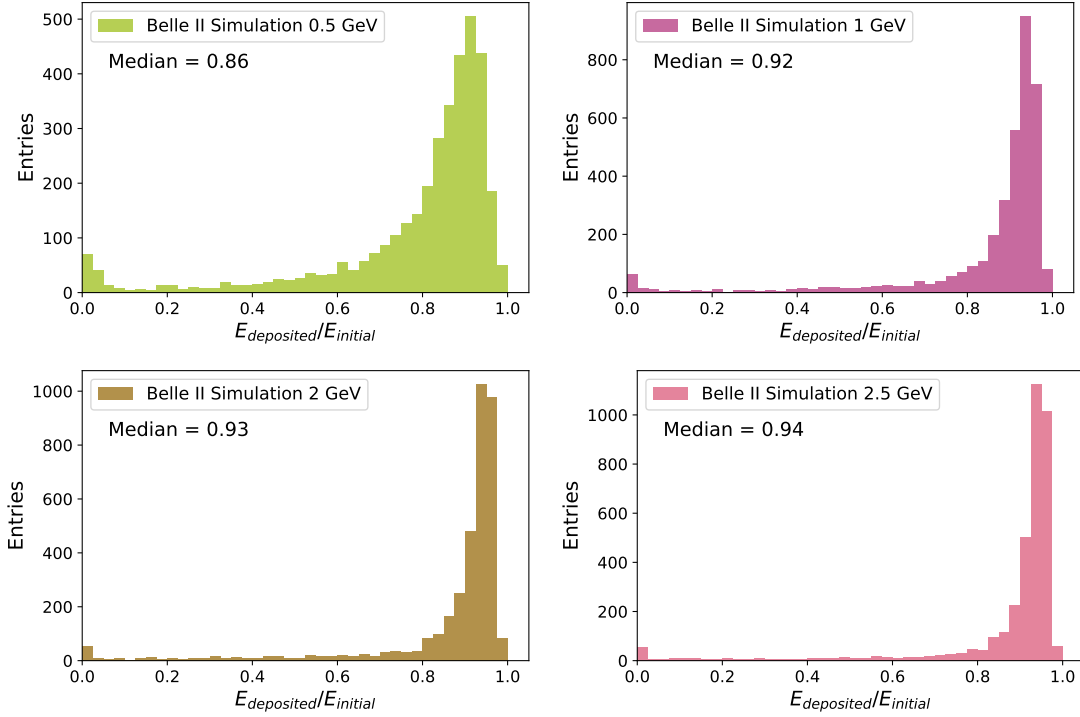 Belle II Simulation 0.5 GeV
Median = 0.86
Entries
500
400
300
200
100
0
0.0 0.2 0.4 0.6 0.8 1.0
E_deposited/E_initial
Belle II Simulation 1 GeV
Median = 0.92
Entries
800
600
400
200
0
0.0 0.2 0.4 0.6 0.8 1.0
E_deposited/E_initial
Belle II Simulation 2 GeV
Median = 0.93
Entries
1000
800
600
400
200
0
0.0 0.2 0.4 0.6 0.8 1.0
E_deposited/E_initial
Belle II Simulation 2.5 GeV
Median = 0.94
Entries
1000
800
600
400
200
0
0.0 0.2 0.4 0.6 0.8 1.0
E_deposited/E_initial